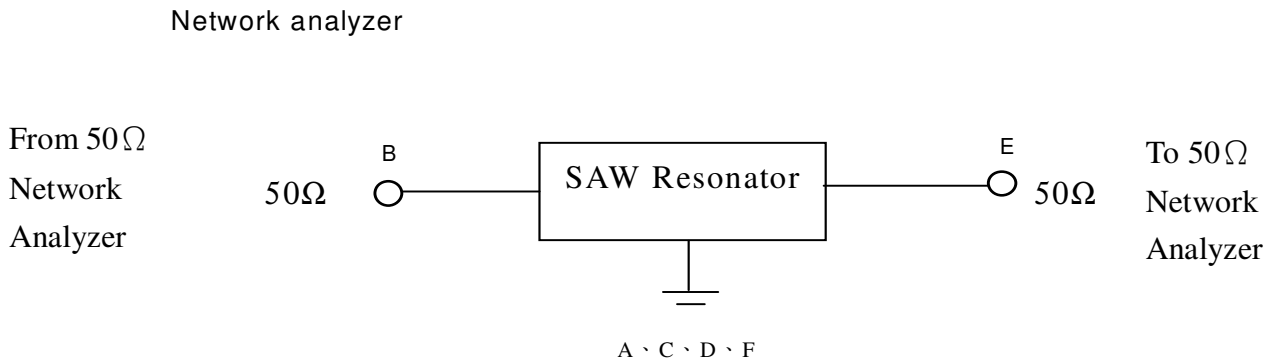 Network analyzer
From 50Ω
Network
Analyzer
50Ω
B
SAW Resonator
E
50Ω
To 50Ω
Network
Analyzer
A、C、D、F